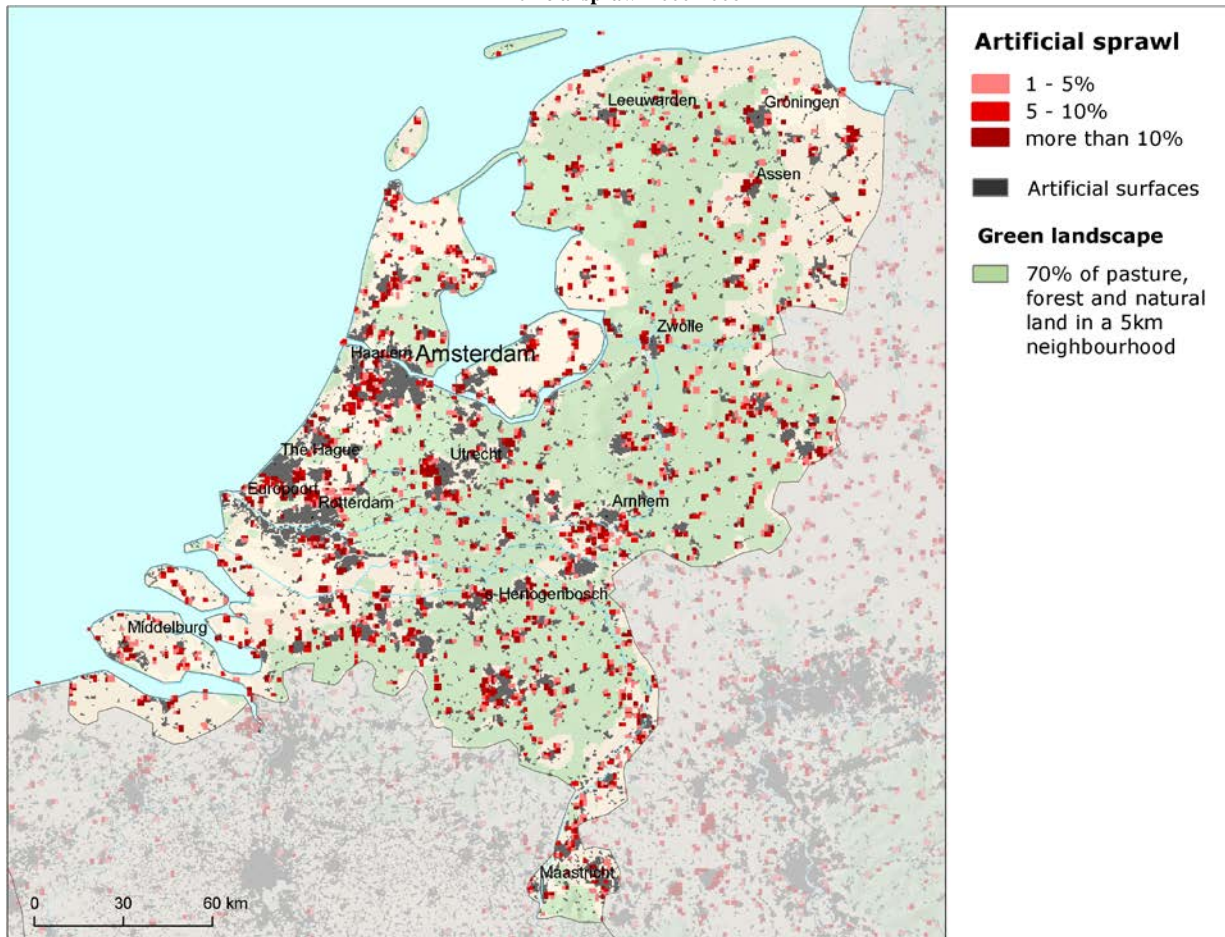 Artificial sprawl
1 - 5%
5 - 10%
more than 10%
Artificial surfaces
Green landscape
70% of pasture,
forest and natural
land in a 5km
neighbourhood
Leeuwarden
Groningen
Assen
Zwolle
Haarlem
Amsterdam
The Hague
Utrecht
Europoort
Rotterdam
Arnhem
s-Hertogenbosch
Middelburg
Maastricht
0 30 60 km